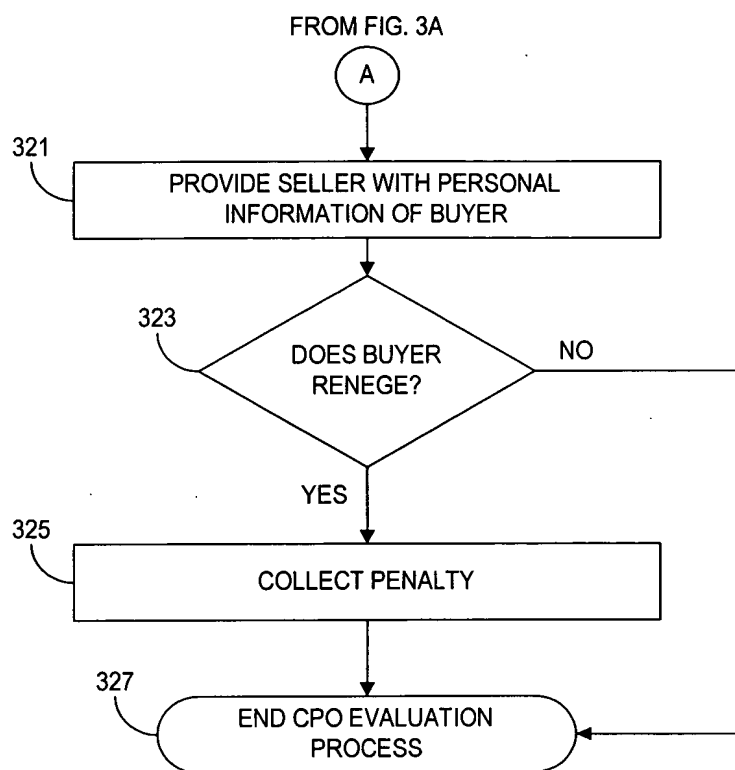 FROM FIG. 3A
A
321
PROVIDE SELLER WITH PERSONAL
INFORMATION OF BUYER
323
DOES BUYER
RENEGE?
NO
YES
325
COLLECT PENALTY
327
END CPO EVALUATION
PROCESS